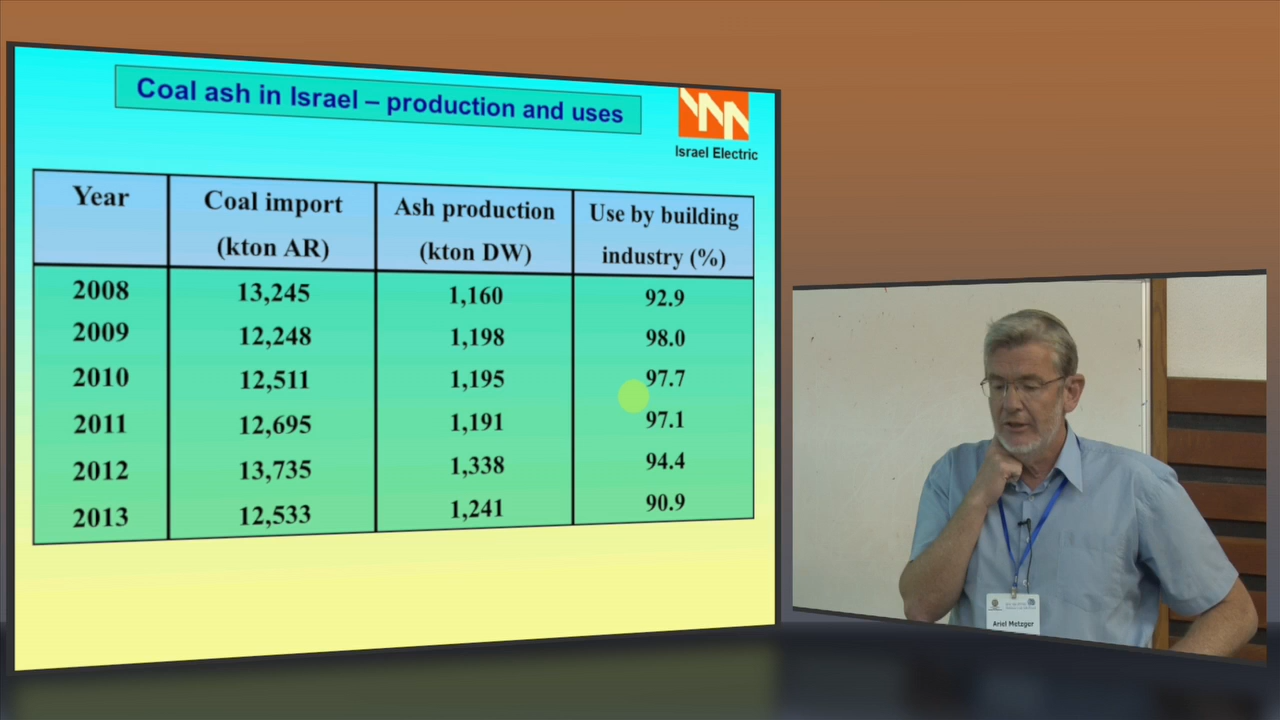 Coal ash in Israel – production and uses
Israel Electric
Year Coal import (kton AR) Ash production (kton DW) Use by building industry (%)
2008 13,245 1,160 92.9
2009 12,248 1,198 98.0
2010 12,511 1,195 97.7
2011 12,695 1,191 97.1
2012 13,735 1,338 94.4
2013 12,533 1,241 90.9
Ariel Metzger